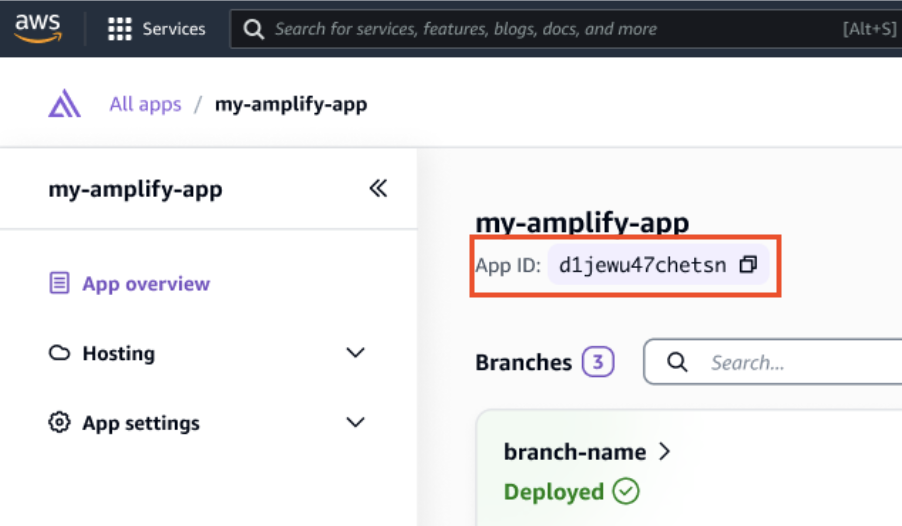 aws Services Search for services, features, blogs, docs, and more [Alt+S]
All apps / my-amplify-app
my-amplify-app
my-amplify-app
App ID: d1jewu47chetsn
App overview
Hosting
App settings
Branches 3 Search...
branch-name
Deployed